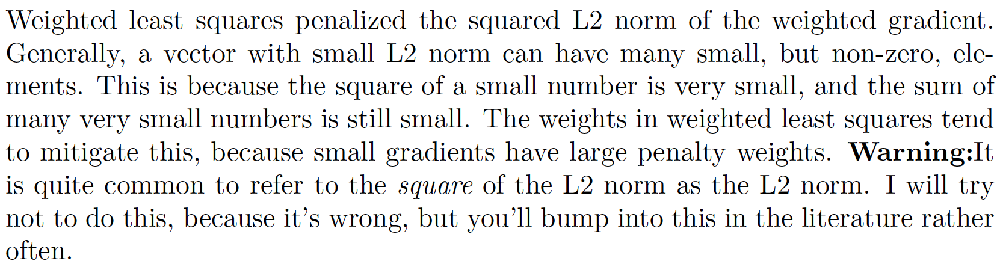 Weighted least squares penalized the squared L2 norm of the weighted gradient.
Generally, a vector with small L2 norm can have many small, but non-zero, ele-
ments. This is because the square of a small number is very small, and the sum of
many very small numbers is still small. The weights in weighted least squares tend
to mitigate this, because small gradients have large penalty weights. Warning:It
is quite common to refer to the square of the L2 norm as the L2 norm. I will try
not to do this, because it's wrong, but you'll bump into this in the literature rather
often.